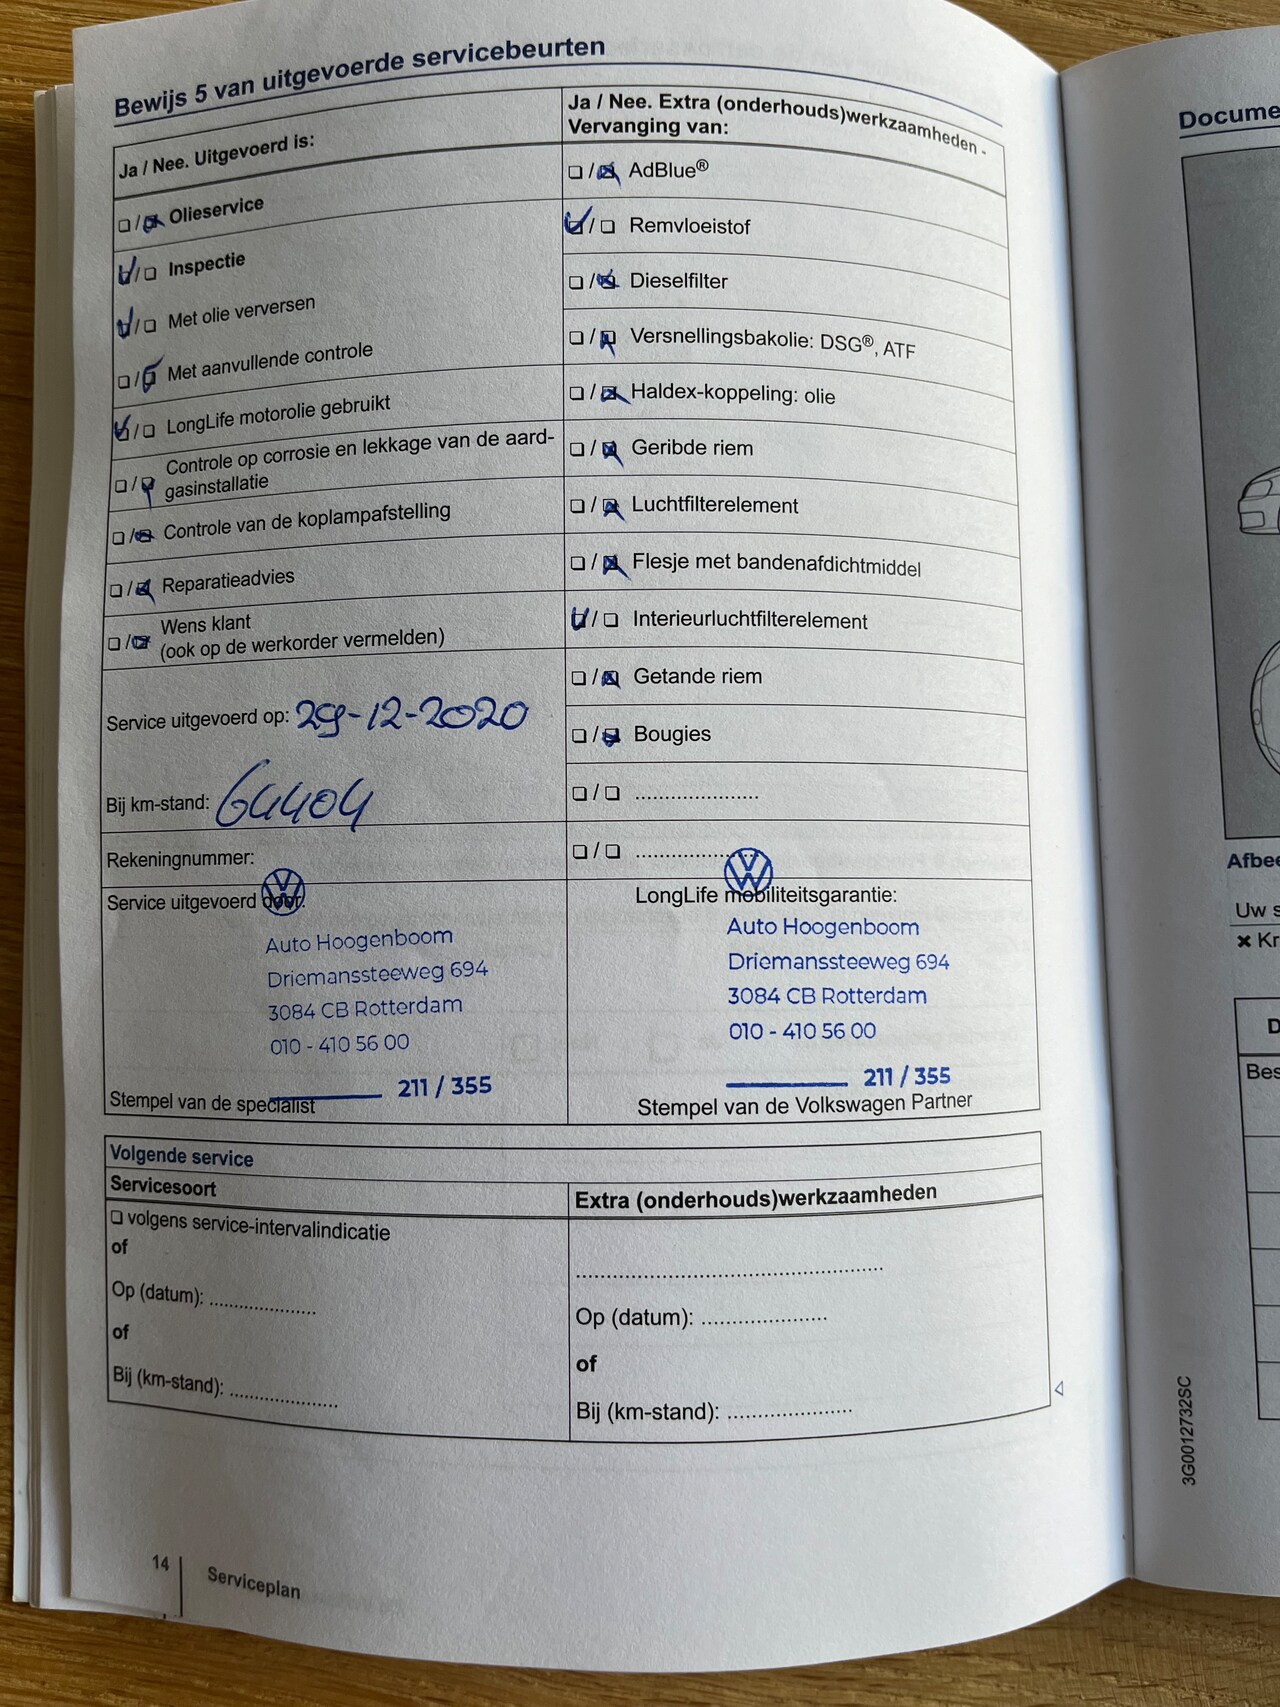 Bewijs 5 van uitgevoerde servicebeurten
Ja / Nee. Uitgevoerd is:
☐ / ☒ Olieservice
☑ / ☐ Inspectie
☑ / ☐ Met olie verversen
☐ / ☒ Met aanvullende controle
☑ / ☐ LongLife motorolie gebruikt
☐ / ☒ Controle op corrosie en lekkage van de aard-
gasinstallatie
☐ / ☒ Controle van de koplampafstelling
☐ / ☒ Reparatieadvies
☐ / ☒ Wens klant
(ook op de werkorder vermelden)
Service uitgevoerd op: 29-12-2020
Bij km-stand: 64404
Rekeningnummer:
Service uitgevoerd door:
Auto Hoogenboom
Driemanssteeweg 694
3084 CB Rotterdam
010 - 410 56 00
211 / 355
Stempel van de specialist
Ja / Nee. Extra (onderhouds)werkzaamheden -
Vervanging van:
☐ / ☒ AdBlue®
☑ / ☐ Remvloeistof
☐ / ☒ Dieselfilter
☐ / ☒ Versnellingsbakolie: DSG®, ATF
☐ / ☒ Haldex-koppeling: olie
☐ / ☒ Geribde riem
☐ / ☒ Luchtfilterelement
☐ / ☒ Flesje met bandenafdichtmiddel
☑ / ☐ Interieurluchtfilterelement
☐ / ☒ Getande riem
☐ / ☒ Bougies
☐ / ☐ .....................
☐ / ☐ .....................
LongLife mobiliteitsgarantie:
Auto Hoogenboom
Driemanssteeweg 694
3084 CB Rotterdam
010 - 410 56 00
211 / 355
Stempel van de Volkswagen Partner
Volgende service
Servicesoort
☐ volgens service-intervalindicatie
of
Op (datum): ..................
of
Bij (km-stand): ..................
Extra (onderhouds)werkzaamheden
....................................................
Op (datum): .....................
of
Bij (km-stand): .....................
14
Serviceplan
Docume
Afbee
Uw s
✖ Kr
D
Bes
3G0012732SC